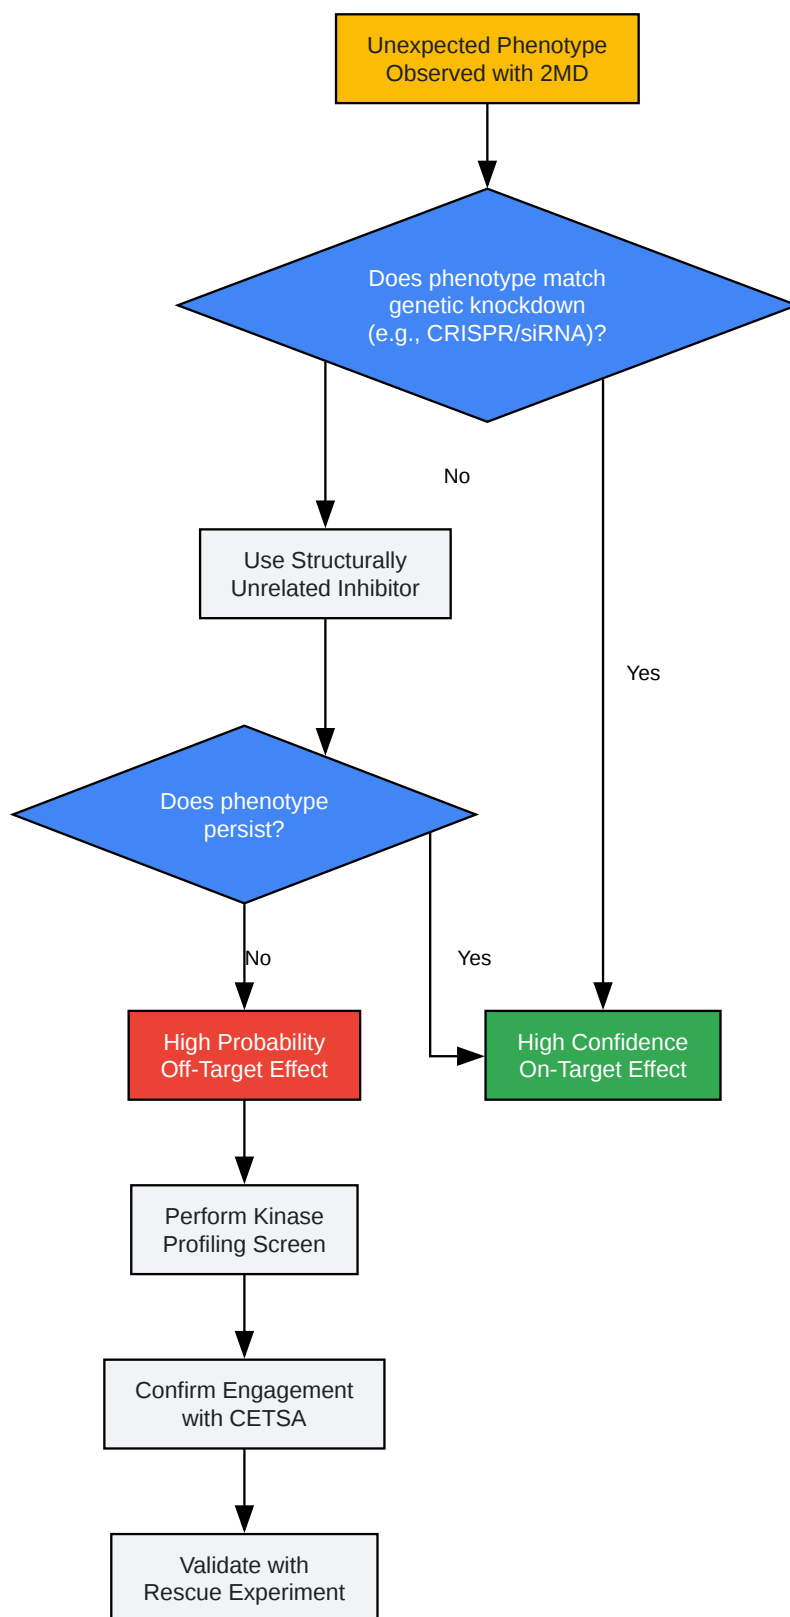 Unexpected Phenotype
Observed with 2MD
Does phenotype match
genetic knockdown
(e.g., CRISPR/siRNA)?
No
Use Structurally
Unrelated Inhibitor
Yes
Does phenotype
persist?
No
Yes
High Probability
Off-Target Effect
High Confidence
On-Target Effect
Perform Kinase
Profiling Screen
Confirm Engagement
with CETSA
Validate with
Rescue Experiment